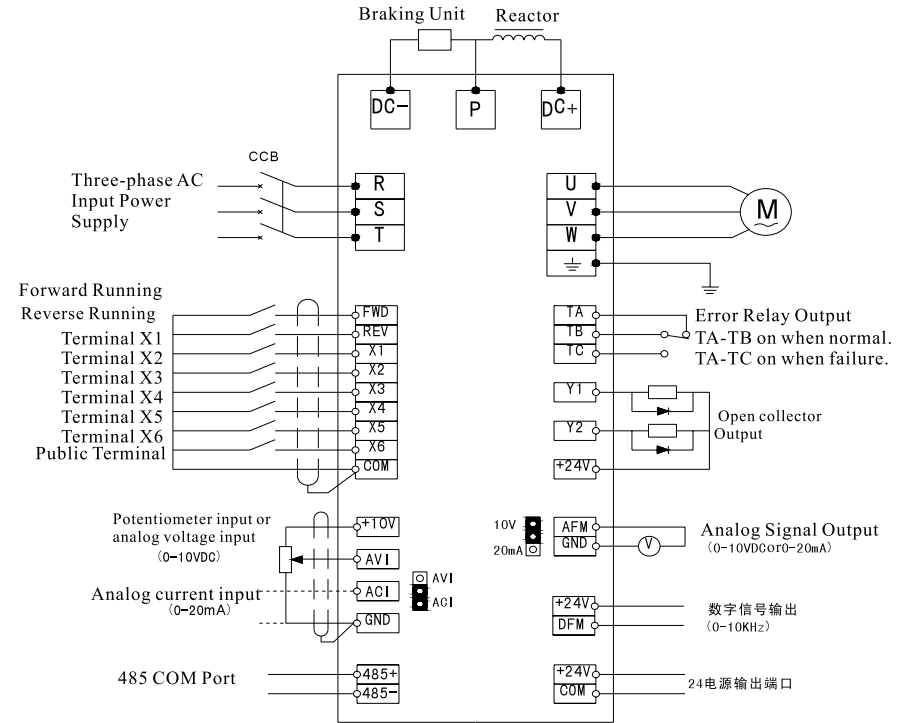 Braking Unit
Reactor
DC-
P
DC+
CCB
Three-phase AC
Input Power
Supply
R
S
T
U
V
W
M
Forward Running
Reverse Running
Terminal X1
Terminal X2
Terminal X3
Terminal X4
Terminal X5
Terminal X6
Public Terminal
FWD
REV
X1
X2
X3
X4
X5
X6
COM
TA
TB
TC
Error Relay Output
TA-TB on when normal.
TA-TC on when failure.
Y1
Y2
+24V
Open collector
Output
Potentiometer input or
analog voltage input
(0-10VDC)
Analog current input
(0-20mA)
+10V
AVI
ACI
GND
AVI
ACI
10V
20mA
AFM
GND
V
Analog Signal Output
(0-10VDCor0-20mA)
+24V
DFM
数字信号输出
(0-10KHz)
485 COM Port
485+
485-
+24V
COM
24电源输出端口